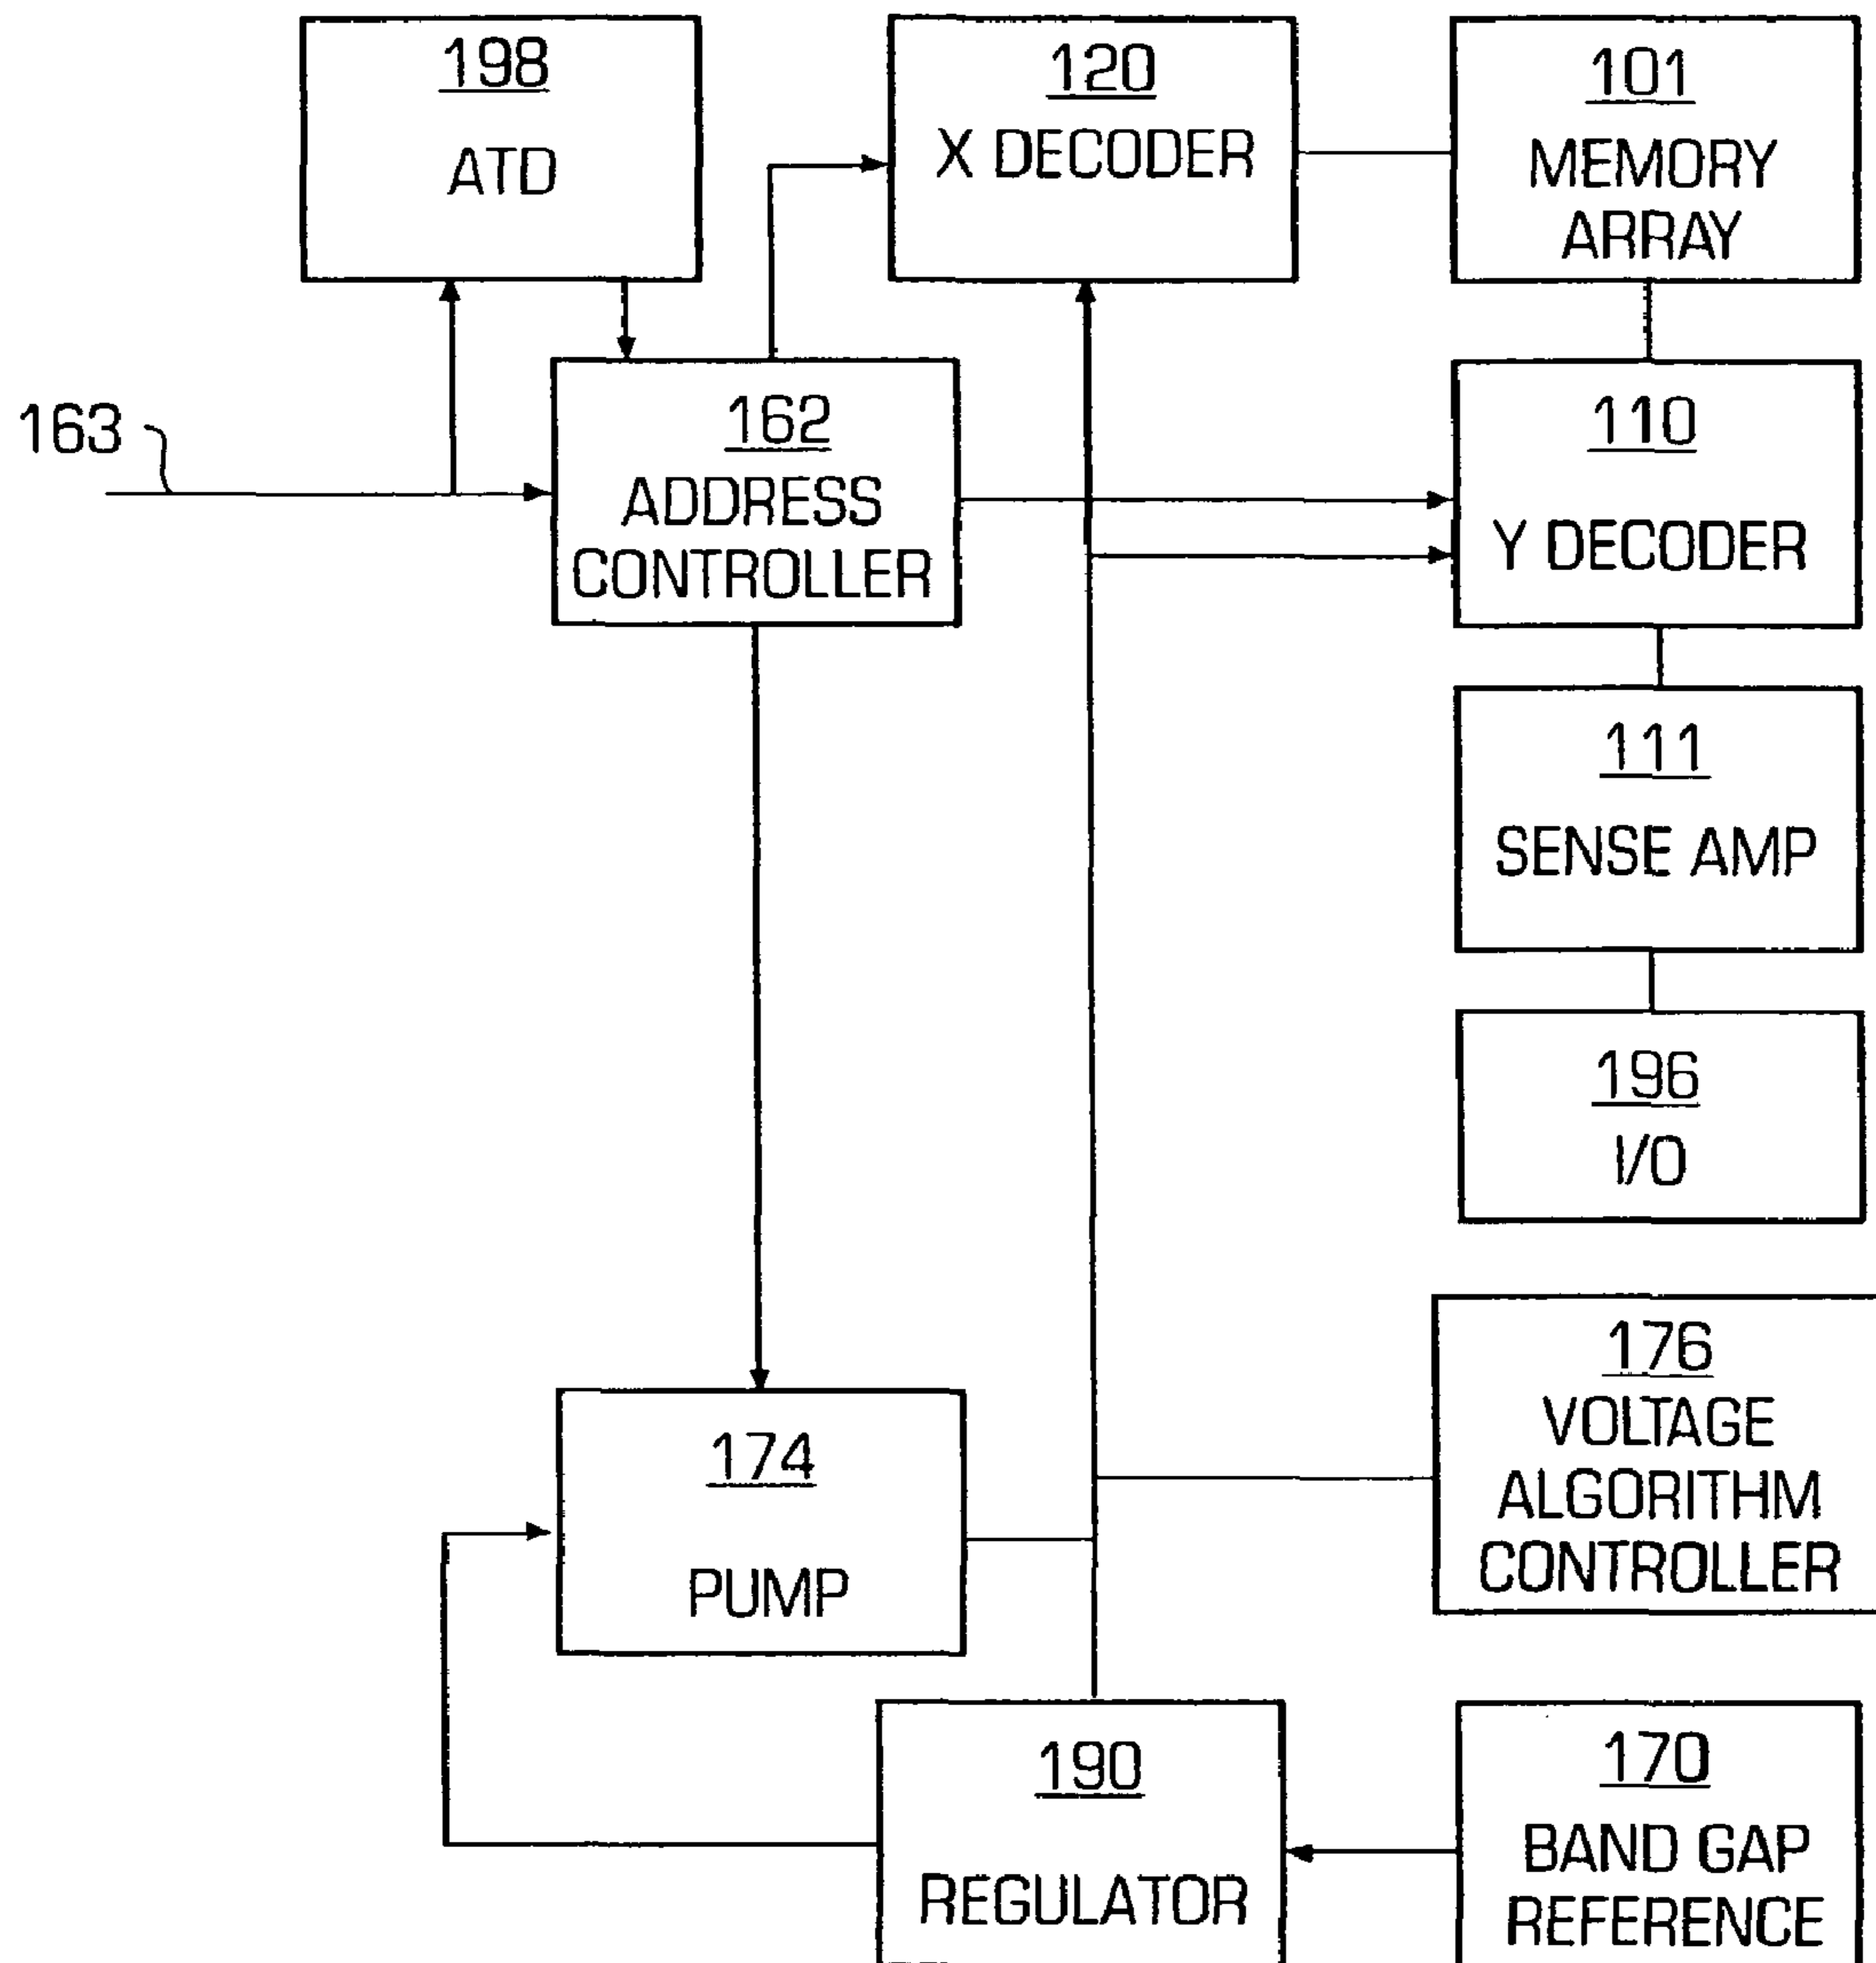 198
ATD
120
X DECODER
101
MEMORY
ARRAY
163
162
ADDRESS
CONTROLLER
110
Y DECODER
111
SENSE AMP
196
I/O
176
VOLTAGE
ALGORITHM
CONTROLLER
174
PUMP
190
REGULATOR
170
BAND GAP
REFERENCE